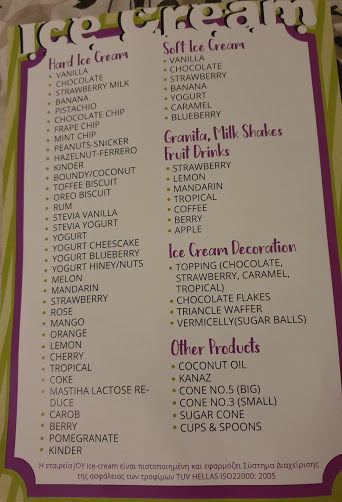 Ice Cream
Hard Ice Cream
• VANILLA
• CHOCOLATE
• STRAWBERRY MILK
• BANANA
• PISTACHIO
• CHOCOLATE CHIP
• FRAPE CHIP
• MINT CHIP
• PEANUTS-SNICKER
• HAZELNUT-FERRERO
• KINDER
• BOUNDY/COCONUT
• TOFFEE BISCUIT
• OREO BISCUIT
• RUM
• STEVIA VANILLA
• STEVIA YOGURT
• YOGURT
• YOGURT CHEESCAKE
• YOGURT BLUEBERRY
• YOGURT HINEY/NUTS
• MELON
• MANDARIN
• STRAWBERRY
• ROSE
• MANGO
• ORANGE
• LEMON
• CHERRY
• TROPICAL
• COKE
• MASTIHA LACTOSE RE-
DUCE
• CAROB
• BERRY
• POMEGRANATE
• KINDER
Soft Ice Cream
• VANILLA
• CHOCOLATE
• STRAWBERRY
• BANANA
• YOGURT
• CARAMEL
• BLUEBERRY
Granita, Milk Shakes
Fruit Drinks
• STRAWBERRY
• LEMON
• MANDARIN
• TROPICAL
• COFFEE
• BERRY
• APPLE
Ice Cream Decoration
• TOPPING (CHOCOLATE,
STRAWBERRY, CARAMEL,
TROPICAL)
• CHOCOLATE FLAKES
• TRIANCLE WAFFER
• VERMICELLY(SUGAR BALLS)
Other Products
• COCONUT OIL
• KANAZ
• CONE NO.5 (BIG)
• CONE NO.3 (SMALL)
• SUGAR CONE
• CUPS & SPOONS
Η εταιρεία JOY ice-cream είναι πιστοποιημένη και εφαρμόζει Σύστημα Διαχείρισης
της ασφάλειας των τροφίμων TUV HELLAS ISO22000: 2005